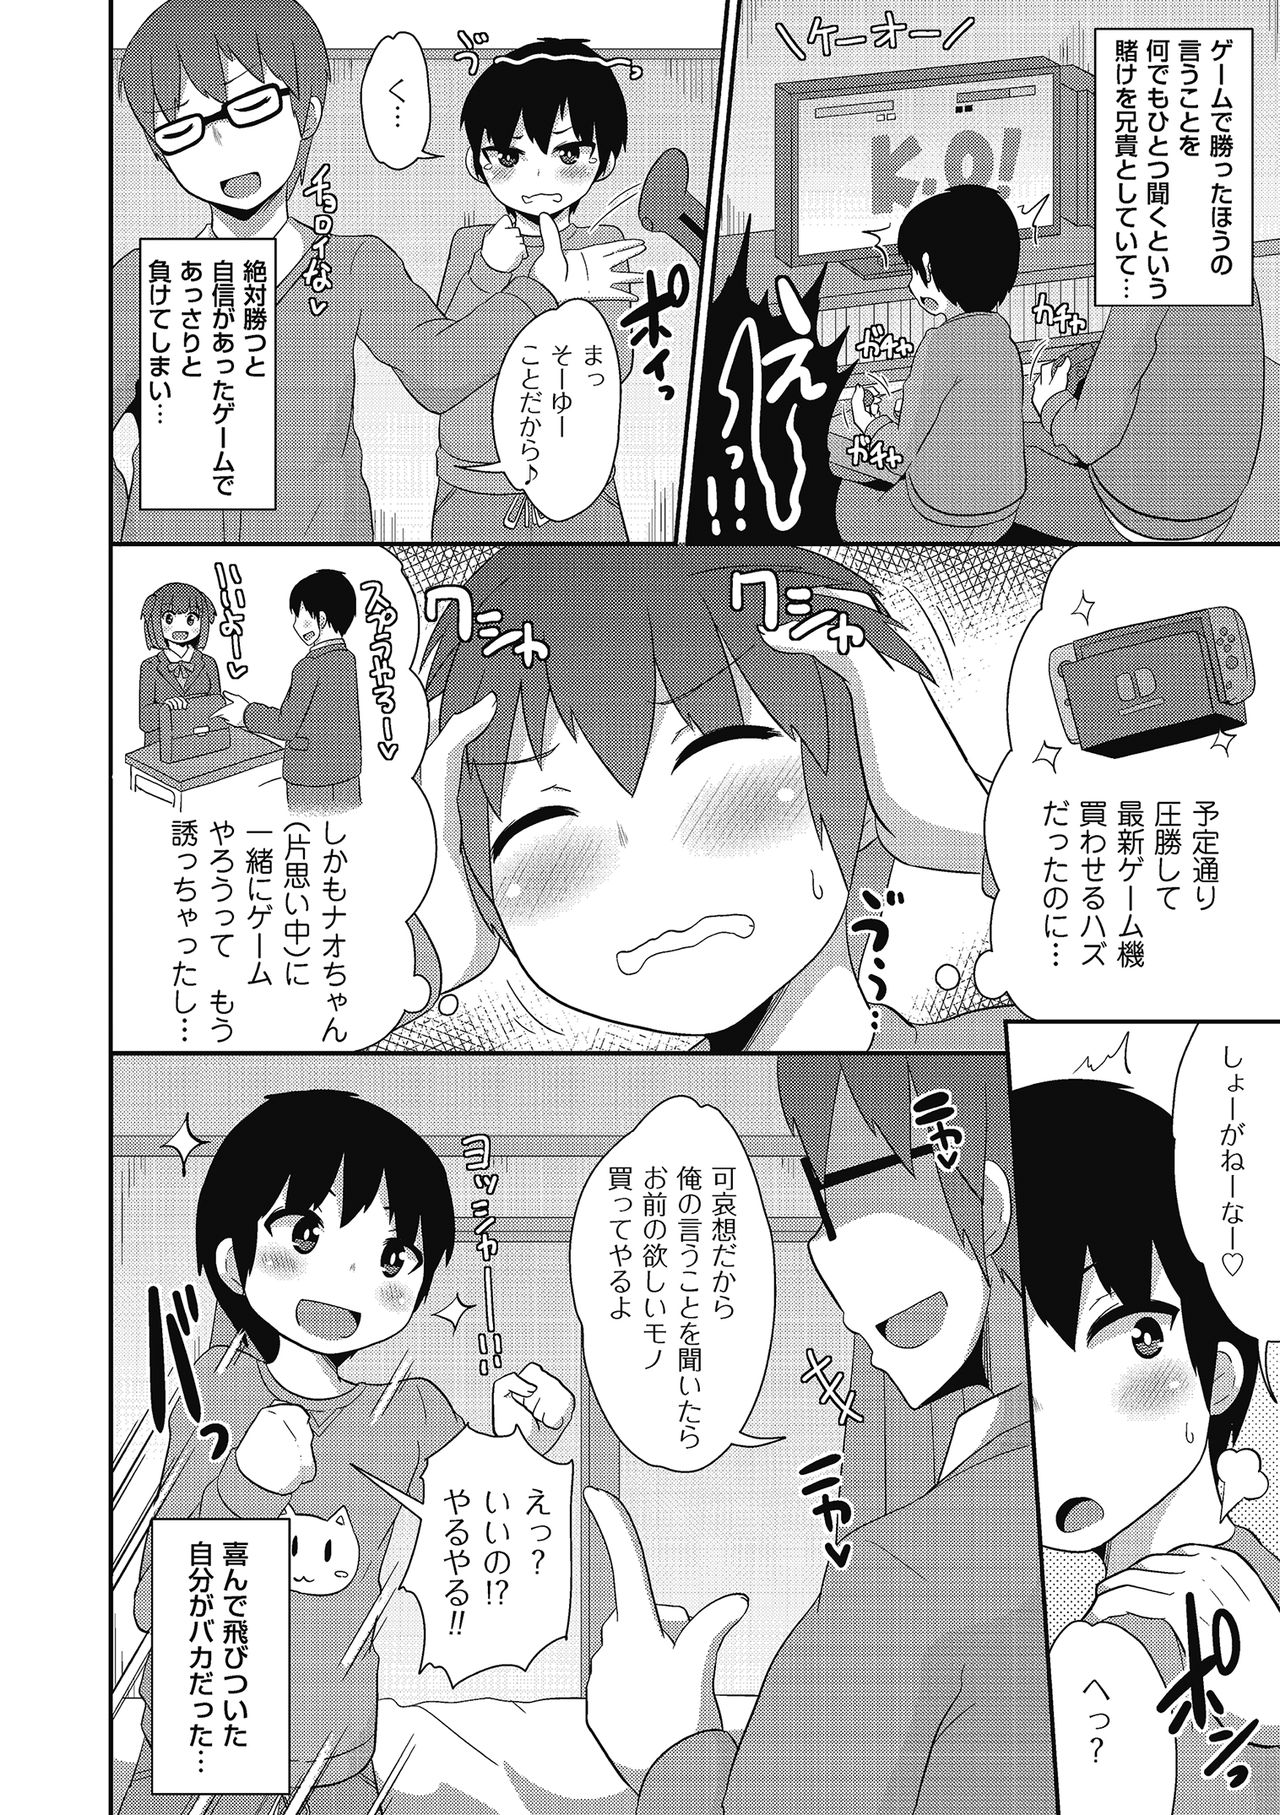 ゲームで勝ったほうの
言うことを
何でもひとつ聞くという
賭けを兄貴としていて…
＼ケーオー／
K.O!
ガチャ
ガチャ
ガチャ
え〜〜っ!!
ポイっ
く…
まっ
そーゆー
ことだから♪
チョロイな♡
絶対勝つと
自信があったゲームで
あっさりと
負けてしまい…
予定通り
圧勝して
最新ゲーム機
買わせるハズ
だったのに…
クシャ
クシャ
う゛う゛…
スプラやろー♡
いいよー♡
しかもナオちゃん
(片思い中)に
一緒にゲーム
やろうって もう
誘っちゃったし…
しょーがねーなー♡
へっ？
ポン
ニヤ
ニヤ
可哀想だから
俺の言うことを聞いたら
お前の欲しいモノ
買ってやるよ
ヨッシャーー!!
えっ？
いいの!?
やるやる!!
ガバっ
喜んで飛びついた
自分がバカだった…